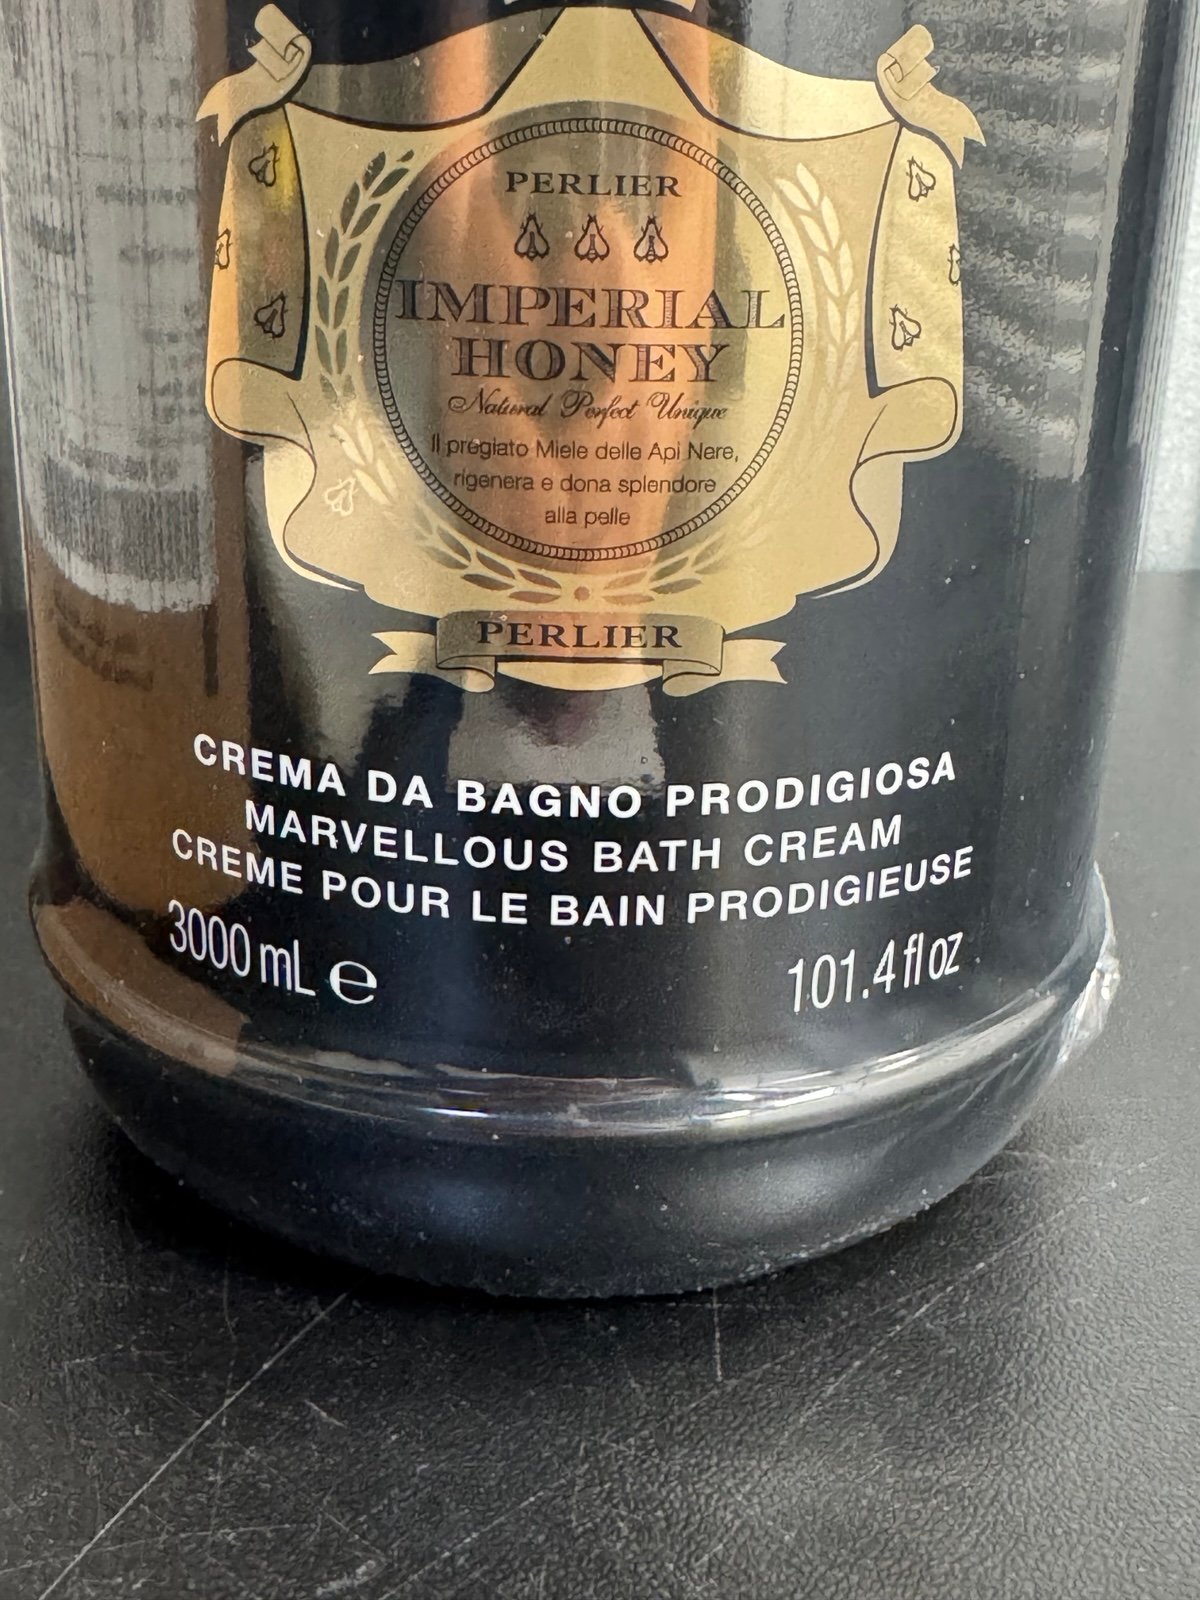 PERLIER
IMPERIAL
HONEY
Natural Perfect Unique
Il pregiato Miele delle Api Nere,
rigenera e dona splendore
alla pelle
PERLIER
CREMA DA BAGNO PRODIGIOSA
MARVELLOUS BATH CREAM
CREME POUR LE BAIN PRODIGIEUSE
3000 mL ℮ 101.4 fl oz